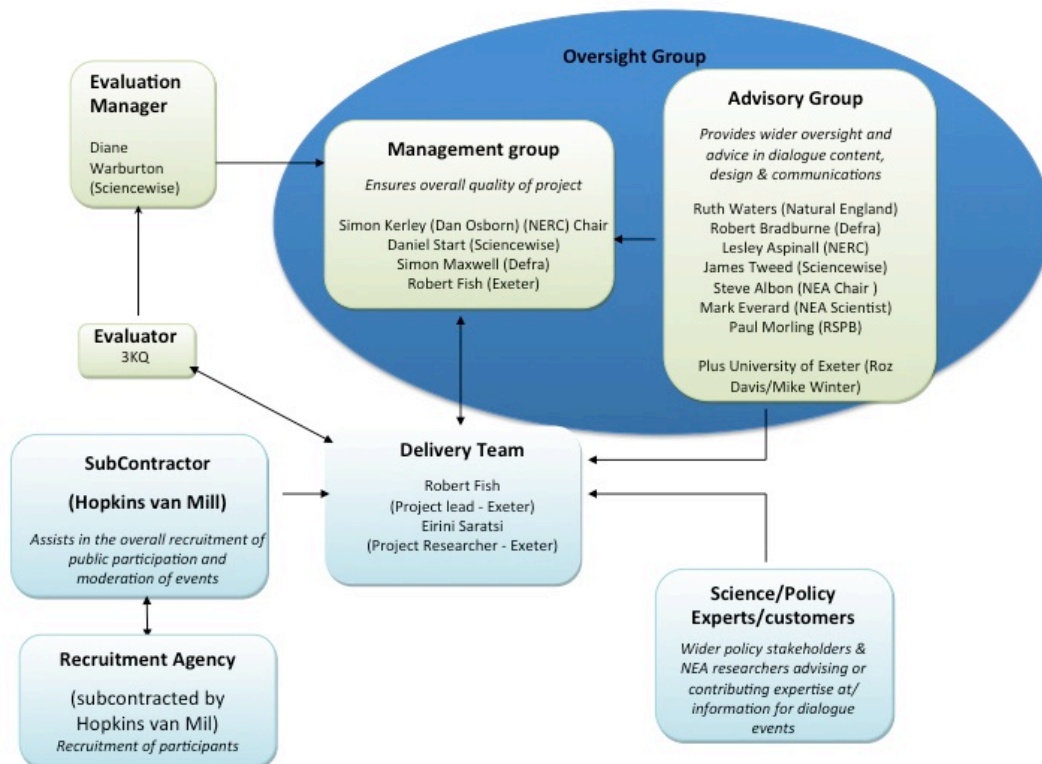 Oversight Group
Evaluation
Manager
Diane
Warburton
(Sciencewise)
Management group
Ensures overall quality of project
Simon Kerley (Dan Osborn) (NERC) Chair
Daniel Start (Sciencewise)
Simon Maxwell (Defra)
Robert Fish (Exeter)
Advisory Group
Provides wider oversight and
advice in dialogue content,
design & communications
Ruth Waters (Natural England)
Robert Bradburne (Defra)
Lesley Aspinall (NERC)
James Tweed (Sciencewise)
Steve Albon (NEA Chair )
Mark Everard (NEA Scientist)
Paul Morling (RSPB)
Plus University of Exeter (Roz
Davis/Mike Winter)
Evaluator
3KQ
SubContractor
(Hopkins van Mill)
Assists in the overall recruitment of
public participation and
moderation of events
Delivery Team
Robert Fish
(Project lead - Exeter)
Eirini Saratsi
(Project Researcher - Exeter)
Recruitment Agency
(subcontracted by
Hopkins van Mil)
Recruitment of participants
Science/Policy
Experts/customers
Wider policy stakeholders &
NEA researchers advising or
contributing expertise at/
information for dialogue
events